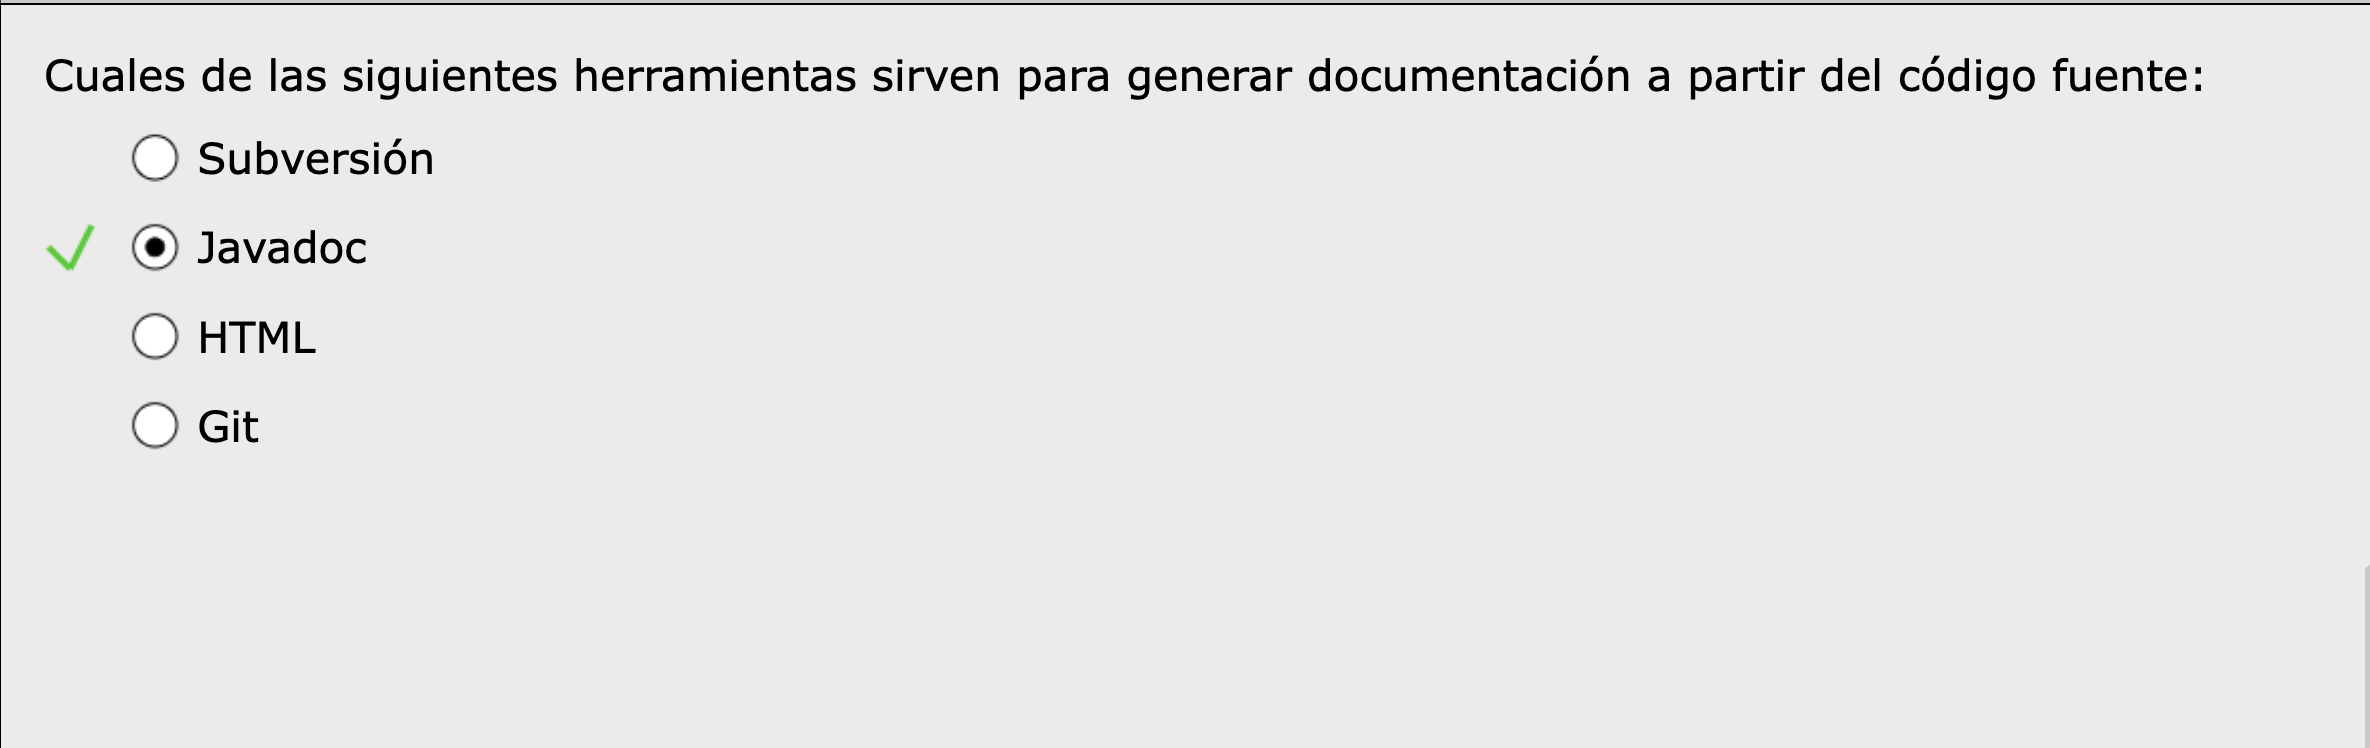 Cuales de las siguientes herramientas sirven para generar documentación a partir del código fuente:
Subversión
Javadoc
HTML
Git